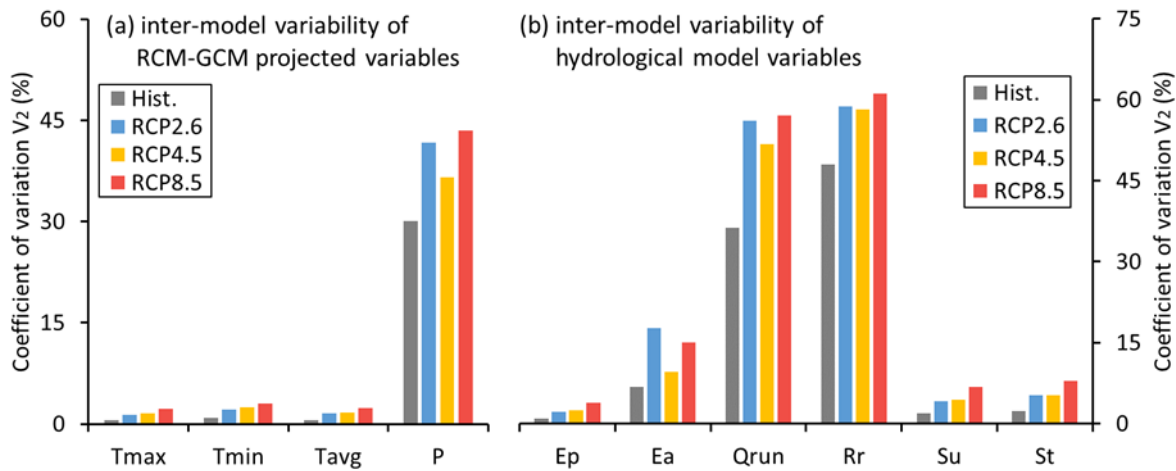 (a) inter-model variability of
RCM-GCM projected variables
Coefficient of variation V2 (%)
60
45
30
15
0
Hist.
RCP2.6
RCP4.5
RCP8.5
Tmax Tmin Tavg P
(b) inter-model variability of
hydrological model variables
Hist.
RCP2.6
RCP4.5
RCP8.5
Ep Ea Qrun Rr Su St
75
60
45
30
15
0
Coefficient of variation V2 (%)